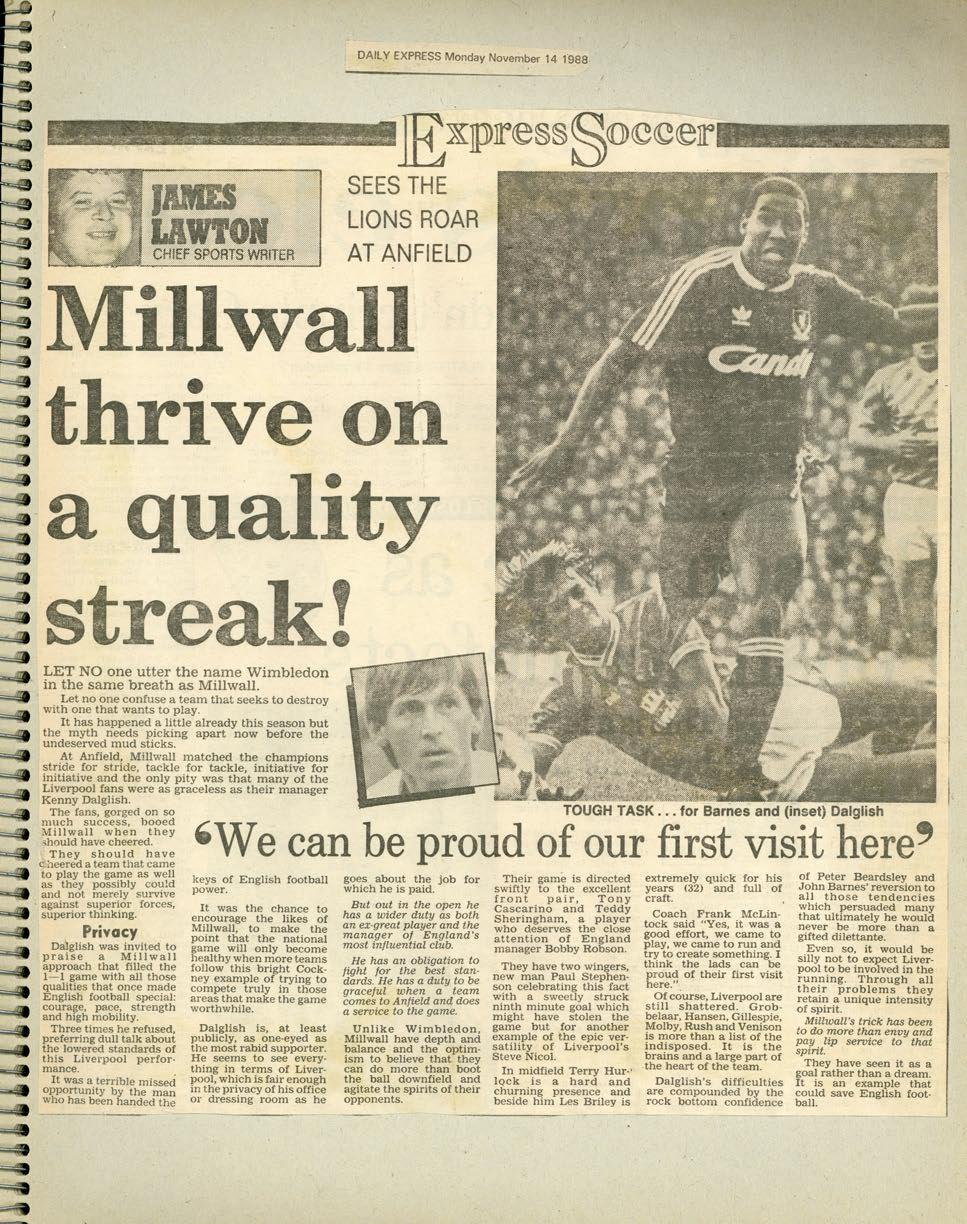 DAILY EXPRESS Monday November 14 1988
Express Soccer
JAMES
LAWTON
CHIEF SPORTS WRITER
SEES THE
LIONS ROAR
AT ANFIELD
Millwall
thrive on
a quality
streak!
Candy
LET NO one utter the name Wimbledon
in the same breath as Millwall.
Let no one confuse a team that seeks to destroy
with one that wants to play.
It has happened a little already this season but
the myth needs picking apart now before the
undeserved mud sticks.
At Anfield, Millwall matched the champions
stride for stride, tackle for tackle, initiative for
initiative and the only pity was that many of the
Liverpool fans were as graceless as their manager
Kenny Dalglish.
The fans, gorged on so
much success, booed
Millwall when they
should have cheered.
They should have
cheered a team that came
to play the game as well
as they possibly could
and not merely survive
against superior forces,
superior thinking.
Privacy
Dalglish was invited to
praise a Millwall
approach that filled the
1—1 game with all those
qualities that once made
English football special:
courage, pace, strength
and high mobility.
Three times he refused,
preferring dull talk about
the lowered standards of
this Liverpool perfor-
mance.
It was a terrible missed
opportunity by the man
who has been handed the
TOUGH TASK . . . for Barnes and (inset) Dalglish
‘We can be proud of our first visit here’
keys of English football
power.
It was the chance to
encourage the likes of
Millwall, to make the
point that the national
game will only become
healthy when more teams
follow this bright Cock-
ney example of trying to
compete truly in those
areas that make the game
worthwhile.
Dalglish is, at least
publicly, as one-eyed as
the most rabid supporter.
He seems to see every-
thing in terms of Liver-
pool, which is fair enough
in the privacy of his office
or dressing room as he
goes about the job for
which he is paid.
But out in the open he
has a wider duty as both
an ex-great player and the
manager of England's
most influential club.
He has an obligation to
fight for the best stan-
dards. He has a duty to be
graceful when a team
comes to Anfield and does
a service to the game.
Unlike Wimbledon,
Millwall have depth and
balance and the optim-
ism to believe that they
can do more than boot
the ball downfield and
agitate the spirits of their
opponents.
Their game is directed
swiftly to the excellent
front pair, Tony
Cascarino and Teddy
Sheringham, a player
who deserves the close
attention of England
manager Bobby Robson.
They have two wingers,
new man Paul Stephen-
son celebrating this fact
with a sweetly struck
ninth minute goal which
might have stolen the
game but for another
example of the epic ver-
satility of Liverpool's
Steve Nicol.
In midfield Terry Hur-
lock is a hard and
churning presence and
beside him Les Briley is
extremely quick for his
years (32) and full of
craft.
Coach Frank McLin-
tock said “Yes, it was a
good effort, we came to
play, we came to run and
try to create something. I
think the lads can be
proud of their first visit
here.”
Of course, Liverpool are
still shattered. Grob-
belaar, Hansen, Gillespie,
Molby, Rush and Venison
is more than a list of the
indisposed. It is the
brains and a large part of
the heart of the team.
Dalglish's difficulties
are compounded by the
rock bottom confidence
of Peter Beardsley and
John Barnes' reversion to
all those tendencies
which persuaded many
that ultimately he would
never be more than a
gifted dilettante.
Even so, it would be
silly not to expect Liver-
pool to be involved in the
running. Through all
their problems they
retain a unique intensity
of spirit.
Millwall's trick has been
to do more than envy and
pay lip service to that
spirit.
They have seen it as a
goal rather than a dream.
It is an example that
could save English foot-
ball.